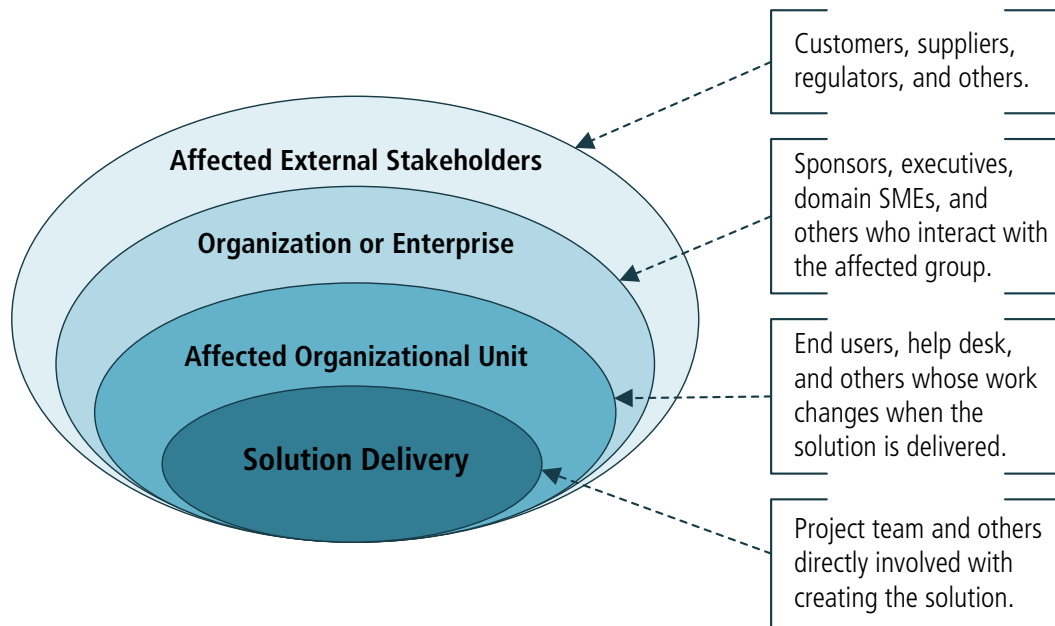 Customers, suppliers,
regulators, and others.
Affected External Stakeholders
Sponsors, executives,
domain SMEs, and
others who interact with
the affected group.
Organization or Enterprise
End users, help desk,
and others whose work
changes when the
solution is delivered.
Affected Organizational Unit
Solution Delivery
Project team and others
directly involved with
creating the solution.